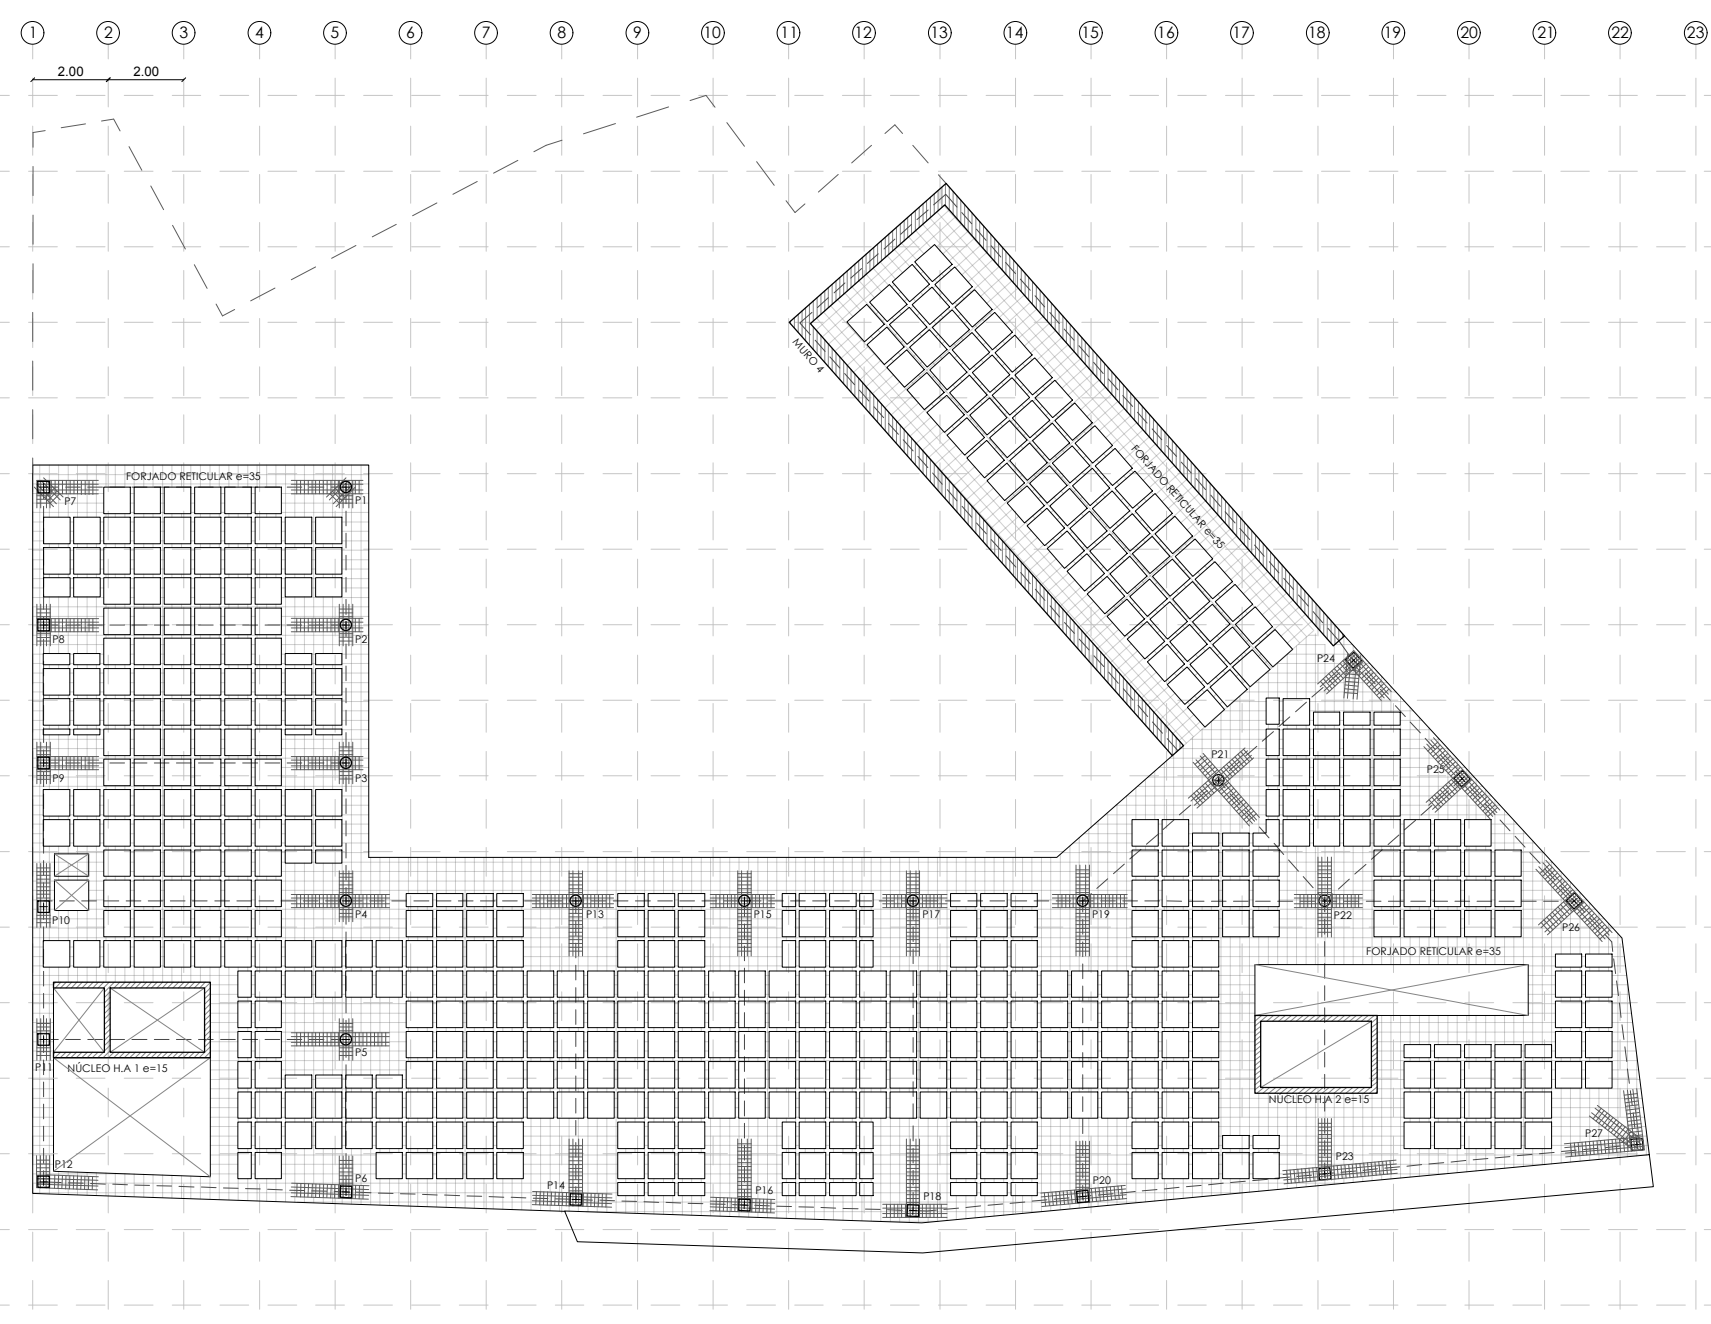 1 2 3 4 5 6 7 8 9 10 11 12 13 14 15 16 17 18 19 20 21 22 23
2.00 2.00
MURO 4
FORJADO RETICULAR e=35
FORJADO RETICULAR e=35
P7
P1
P8
P2
P24
P21
P25
P9
P3
P10
P4
P13
P15
P17
P19
P22
P26
FORJADO RETICULAR e=35
P5
P11
NÚCLEO H.A 1 e=15
NÚCLEO H.A 2 e=15
P27
P12
P6
P14
P16
P18
P20
P23